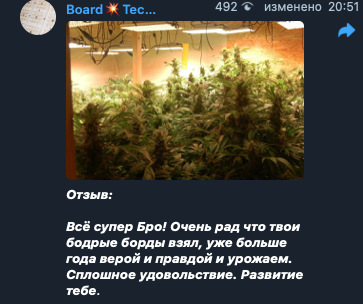 Board💥 Tec...
492 изменено 20:51
Отзыв:
Всё супер Бро! Очень рад что твои
бодрые борды взял, уже больше
года верой и правдой и урожаем.
Сплошное удовольствие. Развитие
тебе.